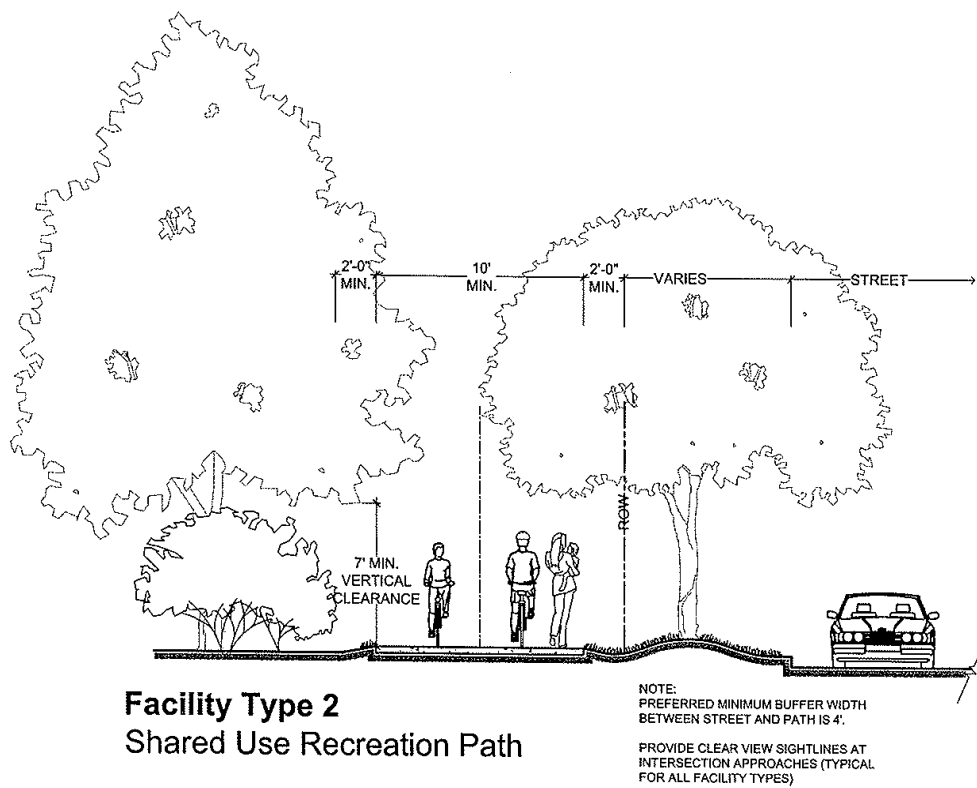 2'-0"
MIN.
10'
MIN.
2'-0"
MIN.
VARIES
STREET
ROW
7' MIN.
VERTICAL
CLEARANCE
Facility Type 2
Shared Use Recreation Path
NOTE:
PREFERRED MINIMUM BUFFER WIDTH
BETWEEN STREET AND PATH IS 4'.
PROVIDE CLEAR VIEW SIGHTLINES AT
INTERSECTION APPROACHES (TYPICAL
FOR ALL FACILITY TYPES)